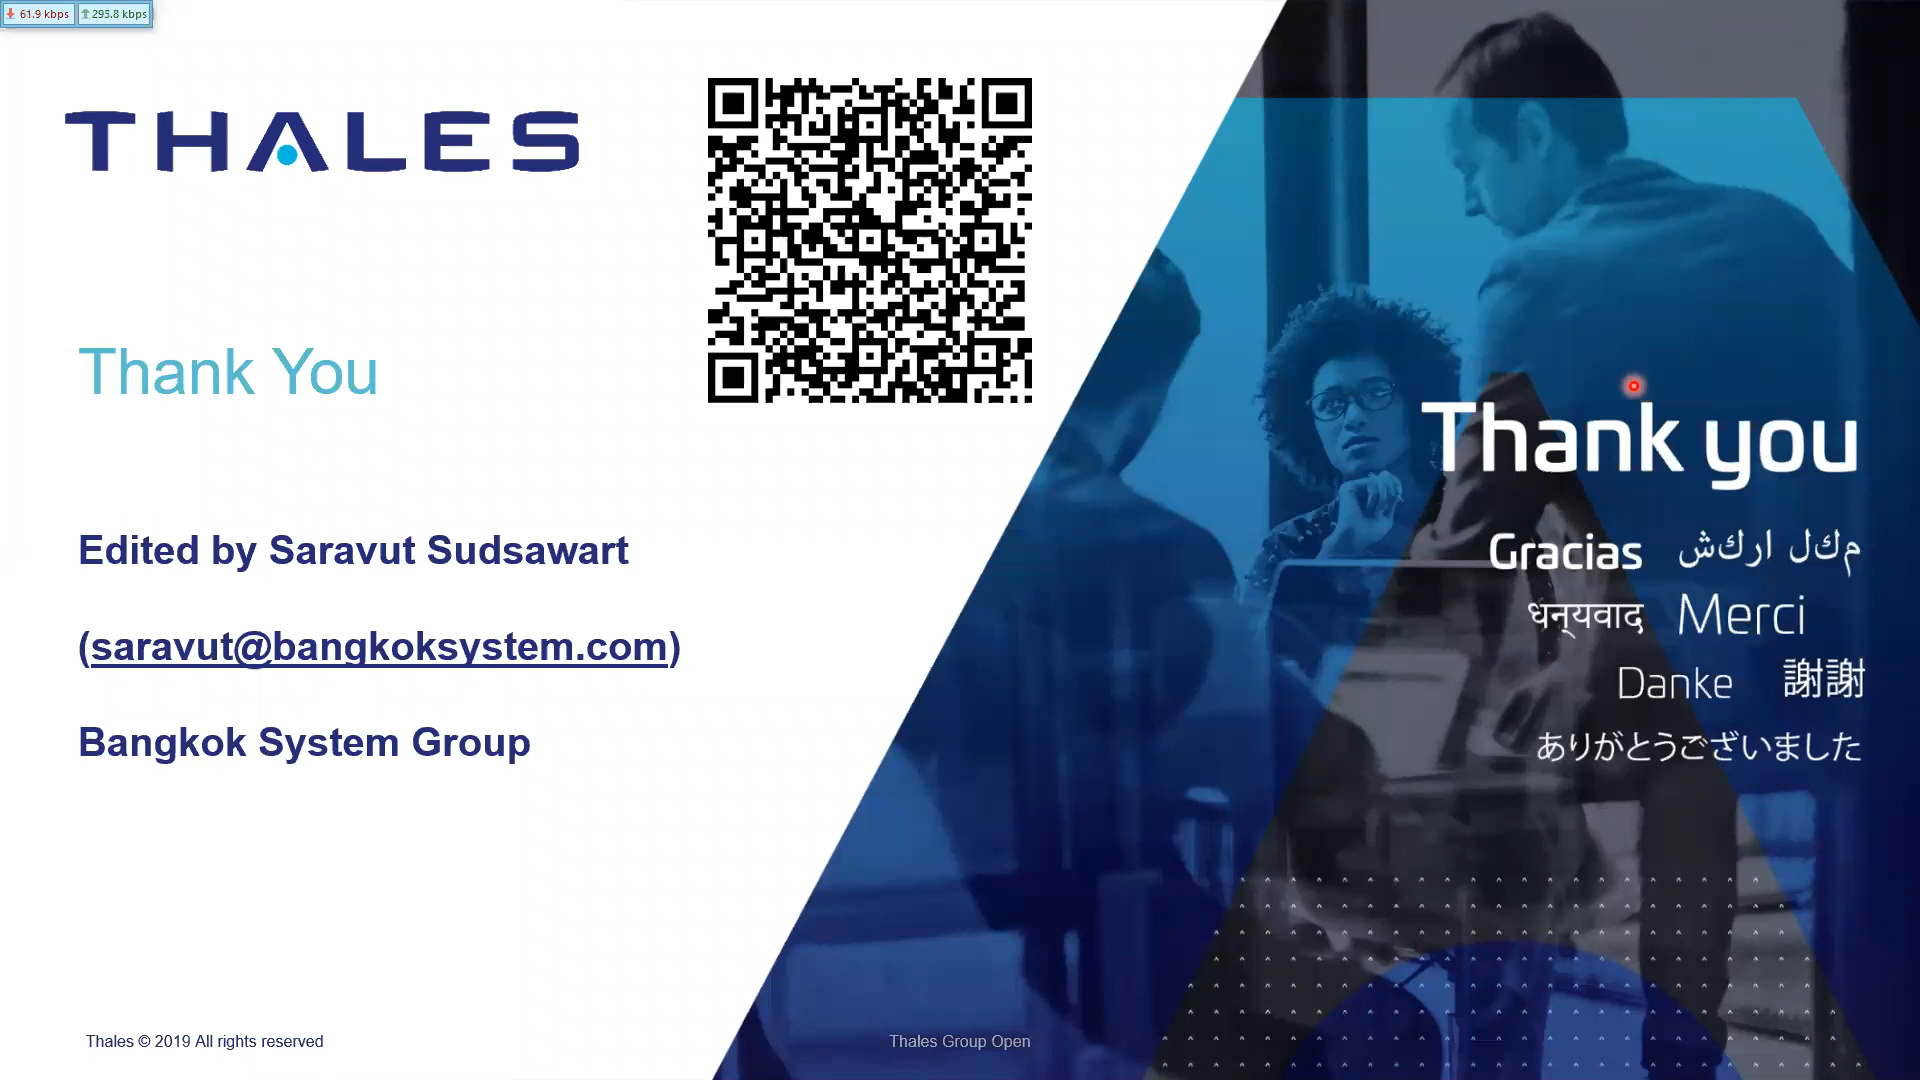 61.9 kbps 293.8 kbps
THALES
Thank You
Edited by Saravut Sudsawart
(saravut@bangkoksystem.com)
Bangkok System Group
Thank you
Gracias مكل اركش
धन्यवाद Merci
Danke 謝謝
ありがとうございました
Thales © 2019 All rights reserved
Thales Group Open